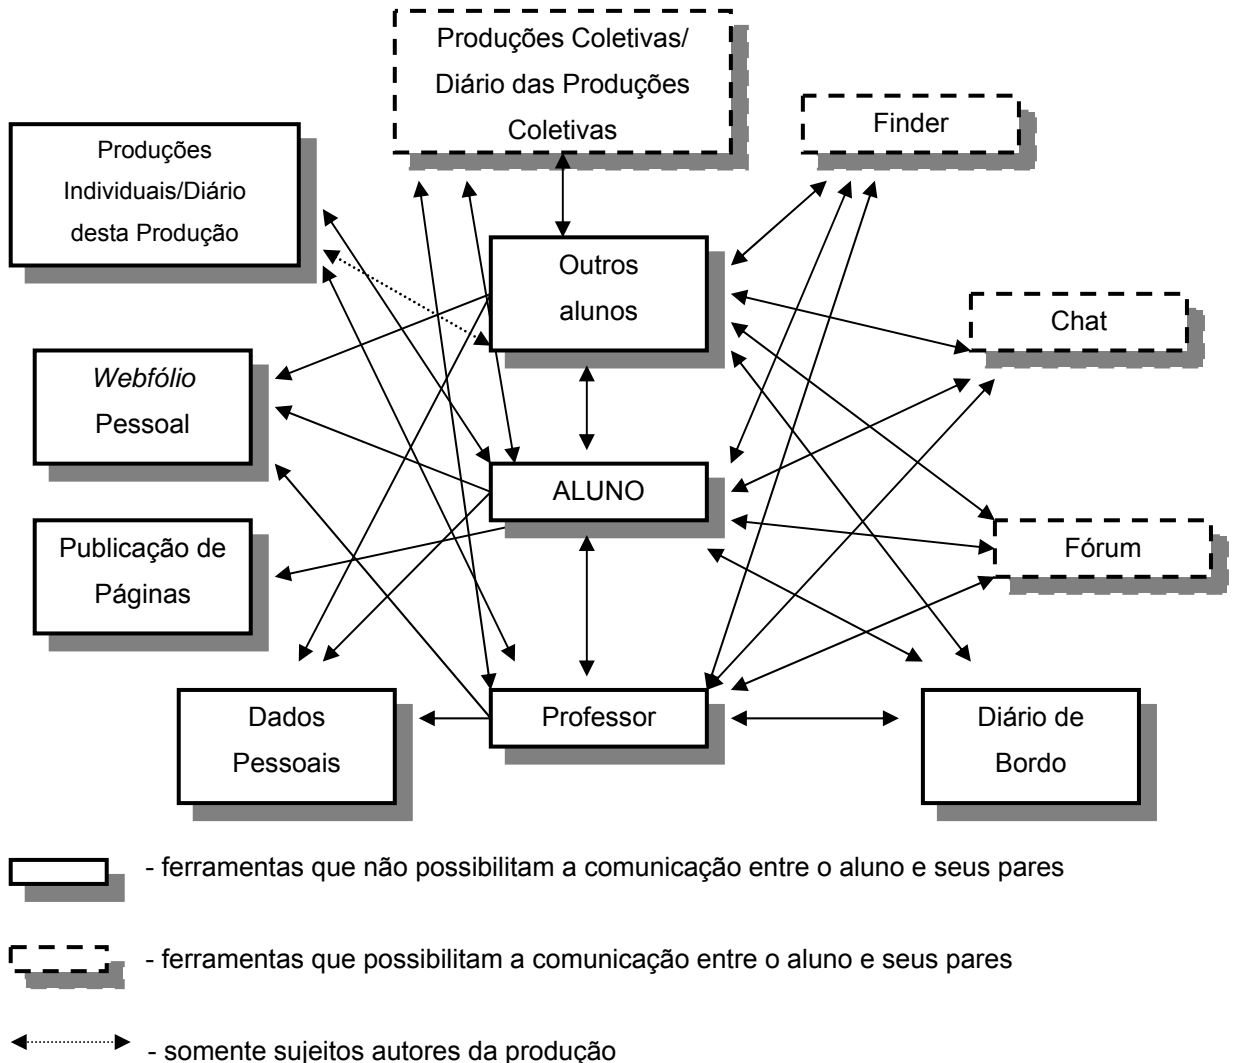 Produções Coletivas/
Diário das Produções
Coletivas
Finder
Produções
Individuais/Diário
desta Produção
Outros
alunos
Chat
Webfólio
Pessoal
ALUNO
Publicação de
Páginas
Fórum
Dados
Pessoais
Professor
Diário de
Bordo
- ferramentas que não possibilitam a comunicação entre o aluno e seus pares
- ferramentas que possibilitam a comunicação entre o aluno e seus pares
- somente sujeitos autores da produção